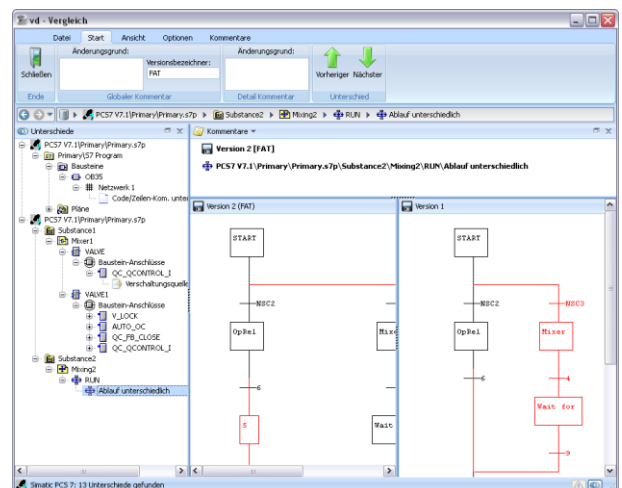 vd - Vergleich
Datei Start Ansicht Optionen Kommentare
Änderungsgrund:
Versionsbezeichner:
FAT
Änderungsgrund:
Schließen
Vorheriger Nächster
Ende Globaler Kommentar Detail Kommentar Unterschied
PCS7 V7.1\Primary\Primary.s7p Substance2 Mixing2 RUN Ablauf unterschiedlich
Unterschiede
PCS7 V7.1\Primary\Primary.s7p
Primary\S7 Program
Bausteine
OB35
Netzwerk 1
Code/Zeilen-Kom. unter
Pläne
PCS7 V7.1\Primary\Primary.s7p
Substance1
Mixer1
VALVE
Baustein-Anschlüsse
QC_QCONTROL_I
Verschaltungsquelle
VALVE1
Baustein-Anschlüsse
V_LOCK
AUTO_OC
QC_FB_CLOSE
QC_QCONTROL_I
Substance2
Mixing2
RUN
Ablauf unterschiedlich
Kommentare
Version 2 [FAT]
PCS7 V7.1\Primary\Primary.s7p\Substance2\Mixing2\RUN\Ablauf unterschiedlich
Version 2 (FAT)
START
NSC2
OpRel
Mixe
6
S
Wait
Version 1
START
NSC2 NSC3
OpRel Mixer
6 4
Wait for
9
Simatic PCS 7: 13 Unterschiede gefunden